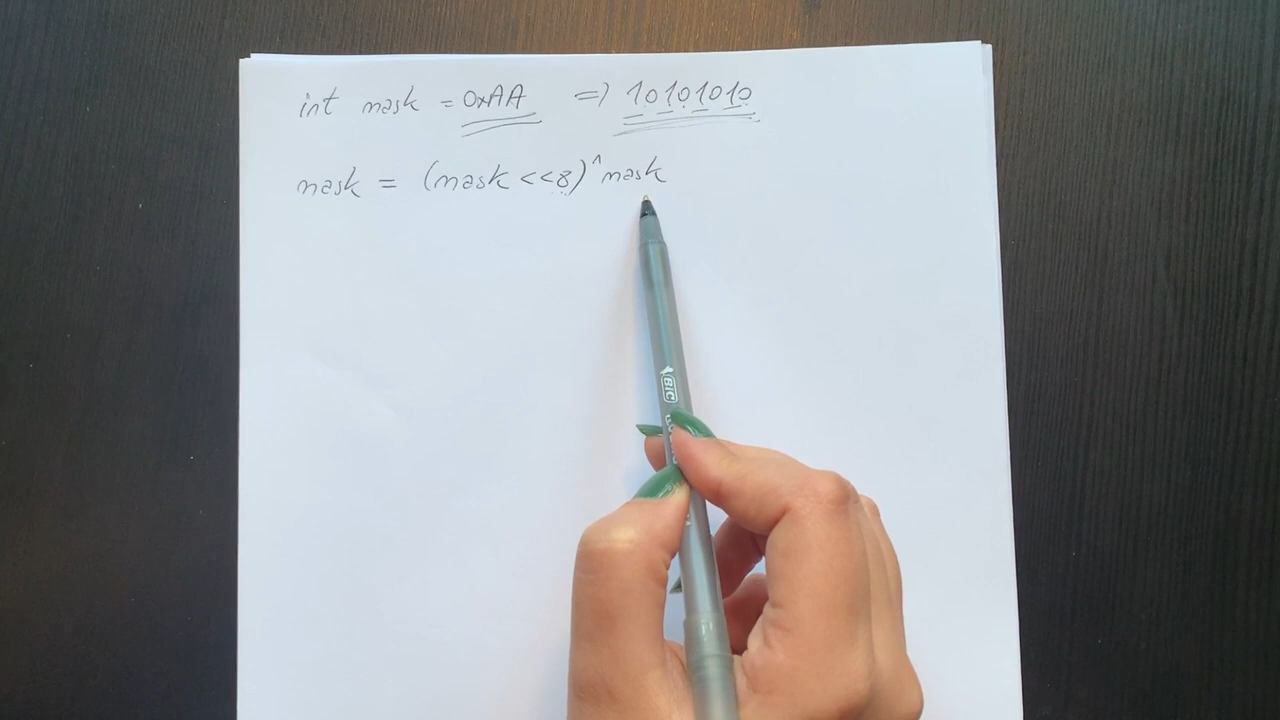 int mask = 0xAA => 10101010
mask = (mask <<8)^mask
BIC